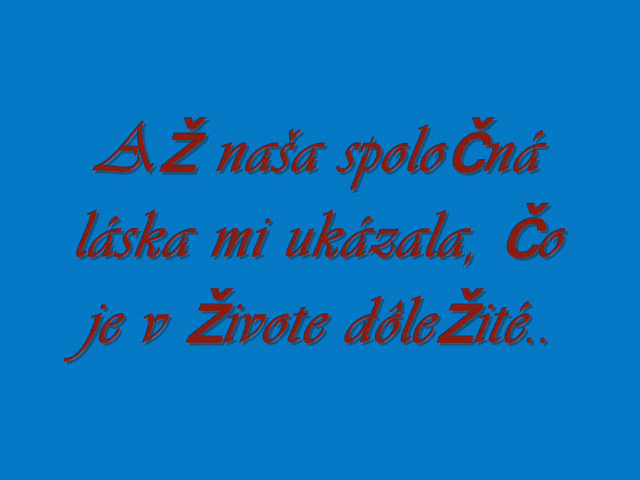 Až naša spoločná
láska mi ukázala, čo
je v živote dôležité..